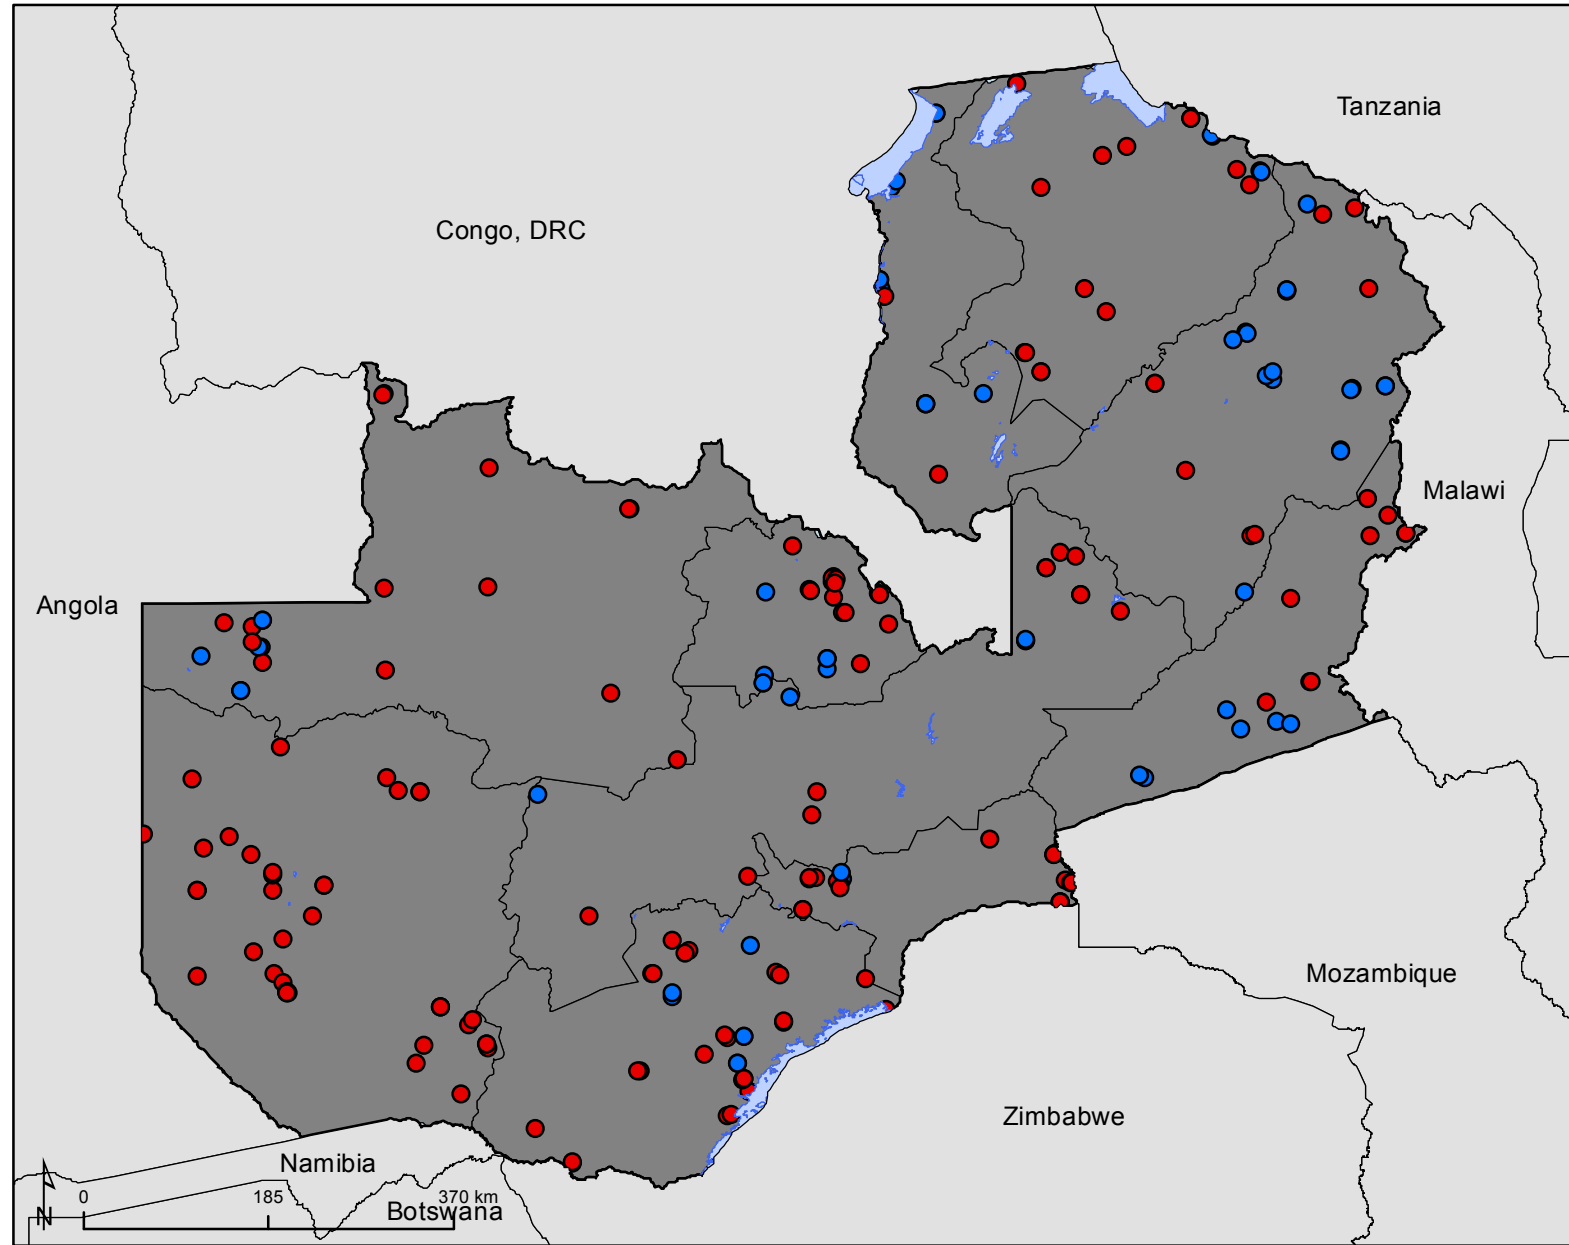 Tanzania
Congo, DRC
Malawi
Angola
Mozambique
Zimbabwe
Namibia
0 185 370 km
Botswana
N